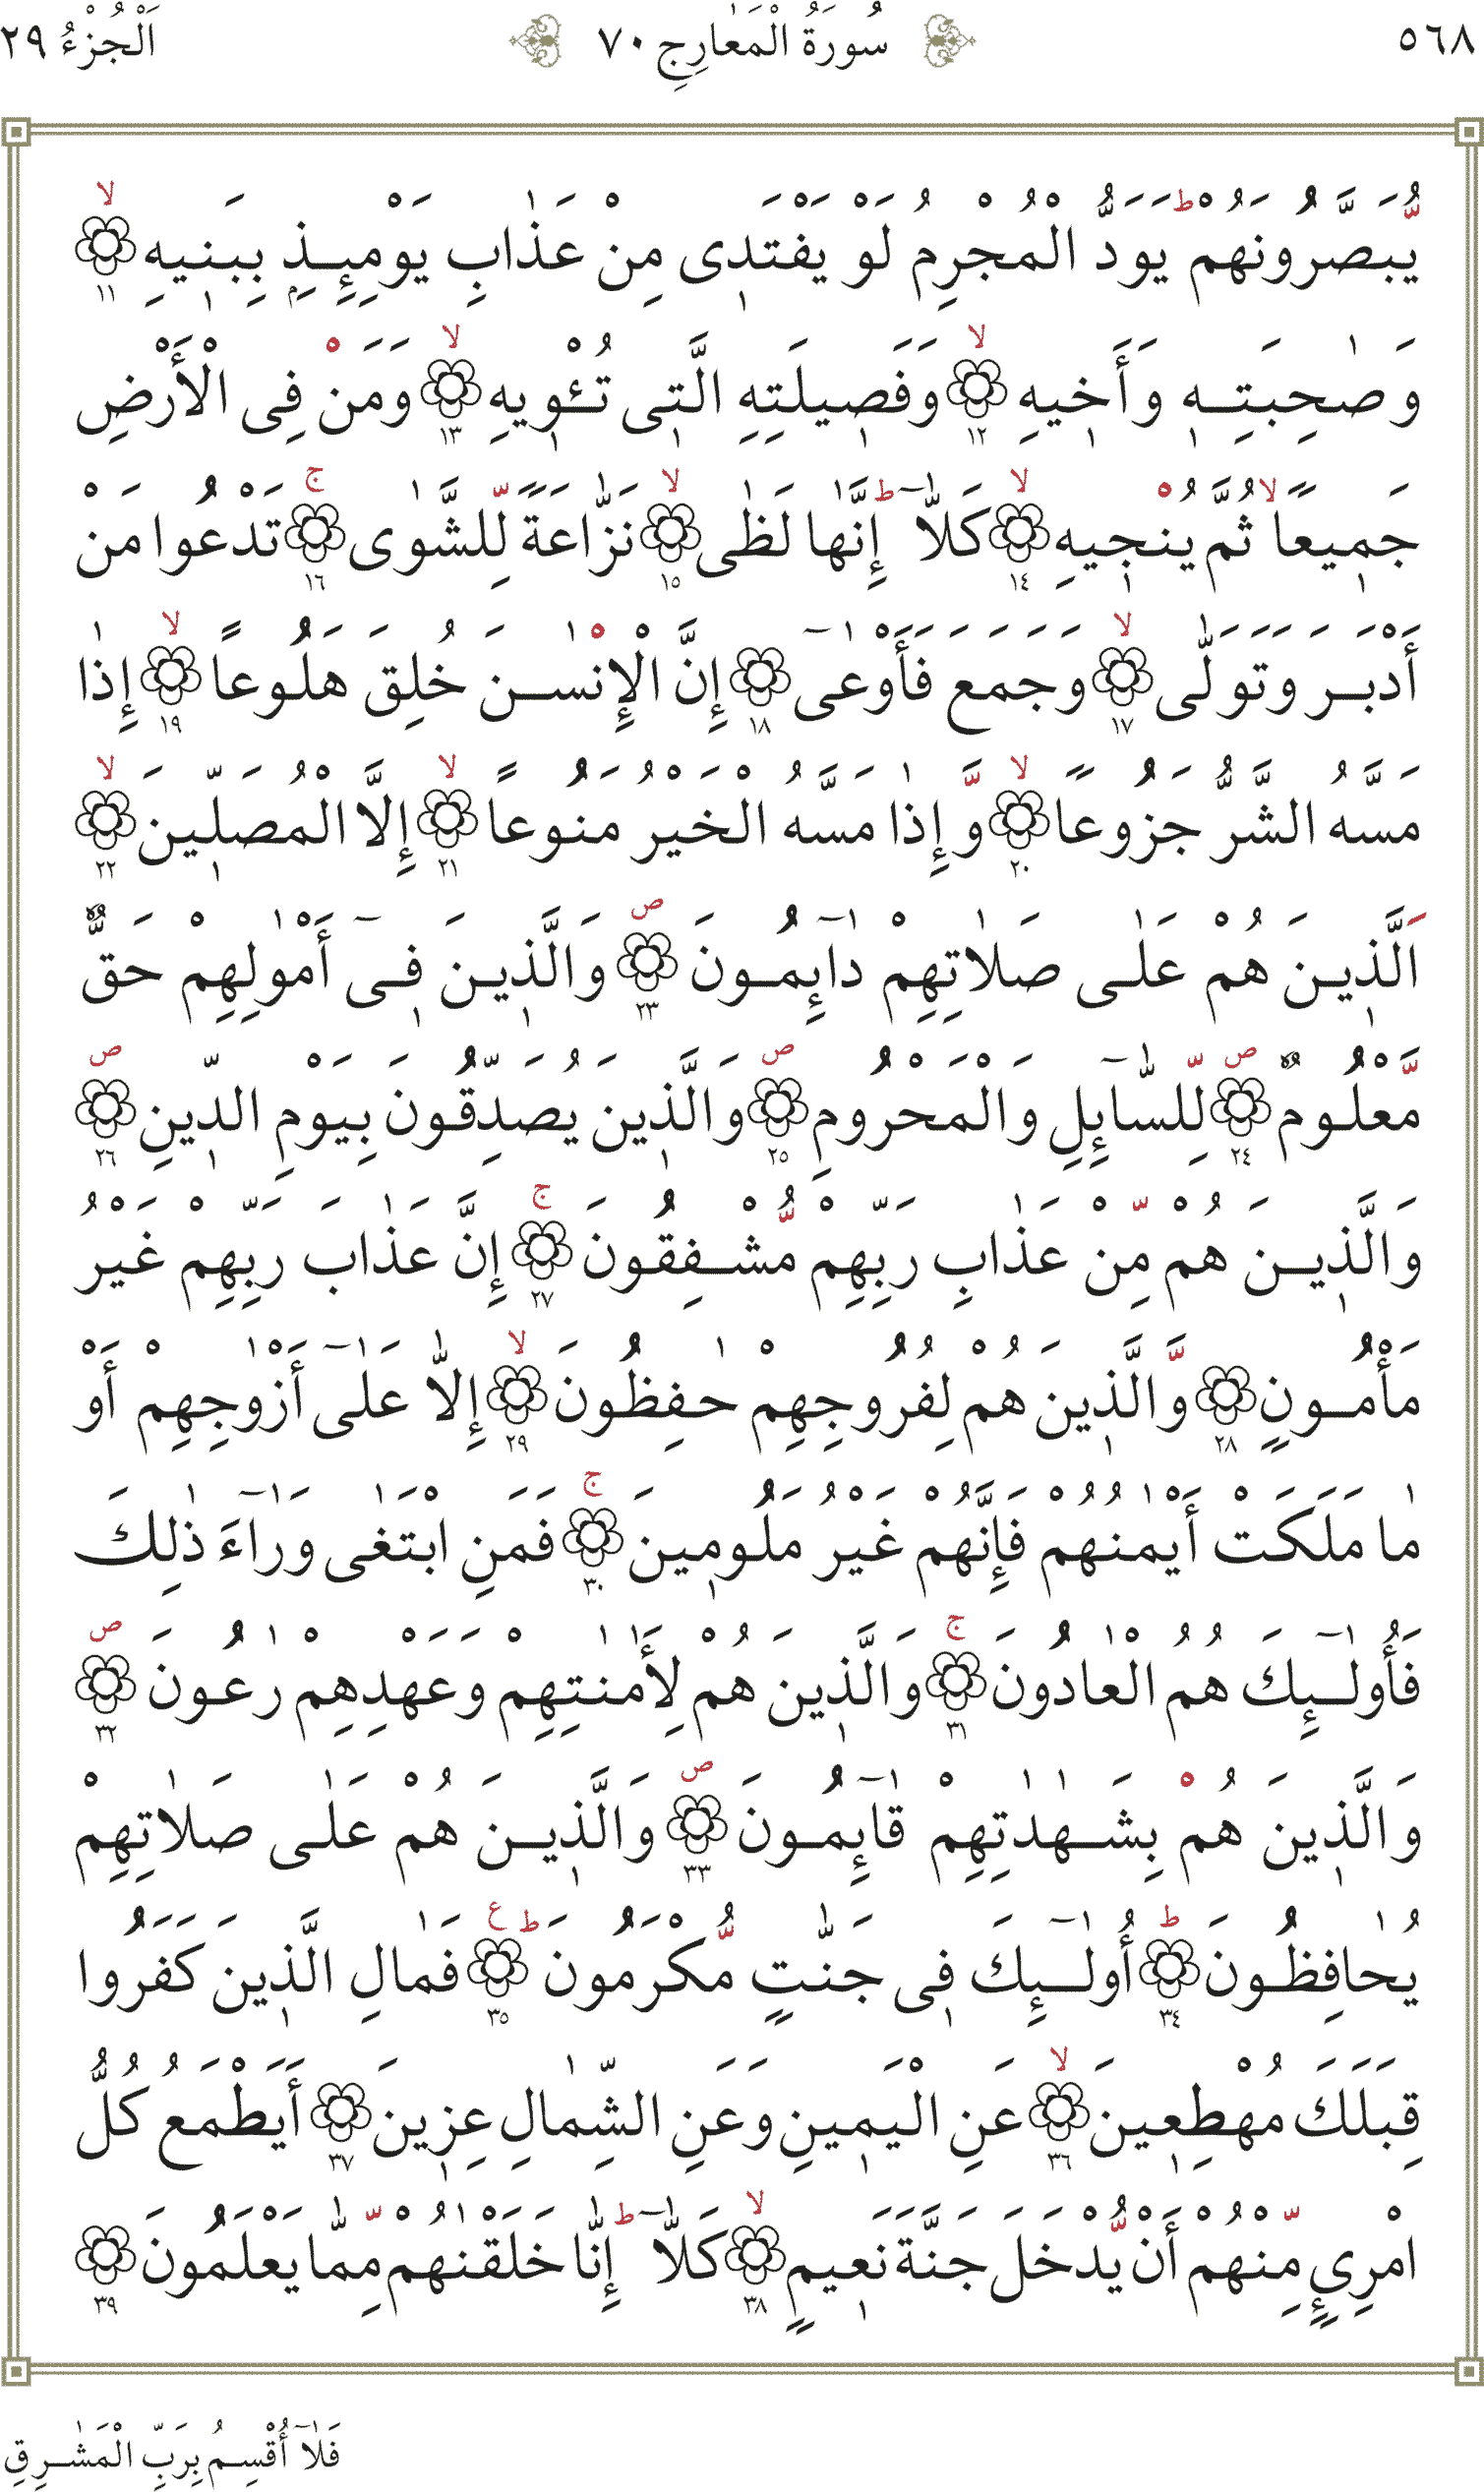 ٥٦٨ سُورَةُ الْمَعَارِجِ ٧٠ اَلْجُزْءُ ٢٩
يُبَصَّرُونَهُمْ ۜ يَوَدُّ الْمُجْرِمُ لَوْ يَفْتَدٖى مِنْ عَذٰابِ يَوْمِئِذٍ بِبَنٖيهِ ۙ ١١
وَصٰحِبَتِهٖ وَأَخٖيهِ ۙ ١٢ وَفَصٖيلَتِهِ الَّتٖى تُـْٔوٖيهِ ۙ ١٣ وَمَنْ فِى الْأَرْضِ
جَمٖيعًا ۙ ثُمَّ يُنْجٖيهِ ۙ ١٤ كَلّٰٓا ۜ إِنَّهٰا لَظٰى ۙ ١٥ نَزّٰاعَةً لِّلشَّوٰى ۚ ١٦ تَدْعُوا مَنْ
أَدْبَرَ وَتَوَلّٰى ۙ ١٧ وَجَمَعَ فَأَوْعٰىٓ ١٨ إِنَّ الْإِنْسٰنَ خُلِقَ هَلُوعًا ۙ ١٩ إِذٰا
مَسَّهُ الشَّرُّ جَزُوعًا ۙ ٢٠ وَّإِذٰا مَسَّهُ الْخَيْرُ مَنُوعًا ۙ ٢١ إِلَّا الْمُصَلّٖينَ ۙ ٢٢
اَلَّذٖينَ هُمْ عَلٰى صَلٰاتِهِمْ دٰآئِمُونَ ص ٢٣ وَالَّذٖينَ فٖىٓ أَمْوٰلِهِمْ حَقٌّ
مَّعْلُومٌ ص ٢٤ لِّلسّٰآئِلِ وَالْمَحْرُومِ ص ٢٥ وَالَّذٖينَ يُصَدِّقُونَ بِيَوْمِ الدّٖينِ ص ٢٦
وَالَّذٖينَ هُمْ مِّنْ عَذٰابِ رَبِّهِمْ مُّشْفِقُونَ ۚ ٢٧ إِنَّ عَذٰابَ رَبِّهِمْ غَيْرُ
مَأْمُونٍ ٢٨ وَّالَّذٖينَ هُمْ لِفُرُوجِهِمْ حٰفِظُونَ ۙ ٢٩ إِلّٰا عَلٰىٓ أَزْوٰجِهِمْ أَوْ
مٰا مَلَكَتْ أَيْمٰنُهُمْ فَإِنَّهُمْ غَيْرُ مَلُومٖينَ ۚ ٣٠ فَمَنِ ابْتَغٰى وَرٰآءَ ذٰلِكَ
فَأُولٰٓئِكَ هُمُ الْعٰادُونَ ۚ ٣١ وَالَّذٖينَ هُمْ لِأَمٰنٰتِهِمْ وَعَهْدِهِمْ رٰعُونَ ص ٣٢
وَالَّذٖينَ هُمْ بِشَهٰدٰتِهِمْ قٰآئِمُونَ ص ٣٣ وَالَّذٖينَ هُمْ عَلٰى صَلٰاتِهِمْ
يُحٰافِظُونَ ط ٣٤ أُولٰٓئِكَ فٖى جَنّٰتٍ مُّكْرَمُونَ ط ع ٣٥ فَمٰالِ الَّذٖينَ كَفَرُوا
قِبَلَكَ مُهْطِعٖينَ ۙ ٣٦ عَنِ الْيَمٖينِ وَعَنِ الشِّمٰالِ عِزٖينَ ٣٧ أَيَطْمَعُ كُلُّ
امْرِئٍ مِّنْهُمْ أَنْ يُّدْخَلَ جَنَّةَ نَعٖيمٍ ۙ ٣٨ كَلّٰٓا ط إِنّٰا خَلَقْنٰهُمْ مِّمّٰا يَعْلَمُونَ ٣٩
فَلٰآ أُقْسِمُ بِرَبِّ الْمَشٰرِقِ